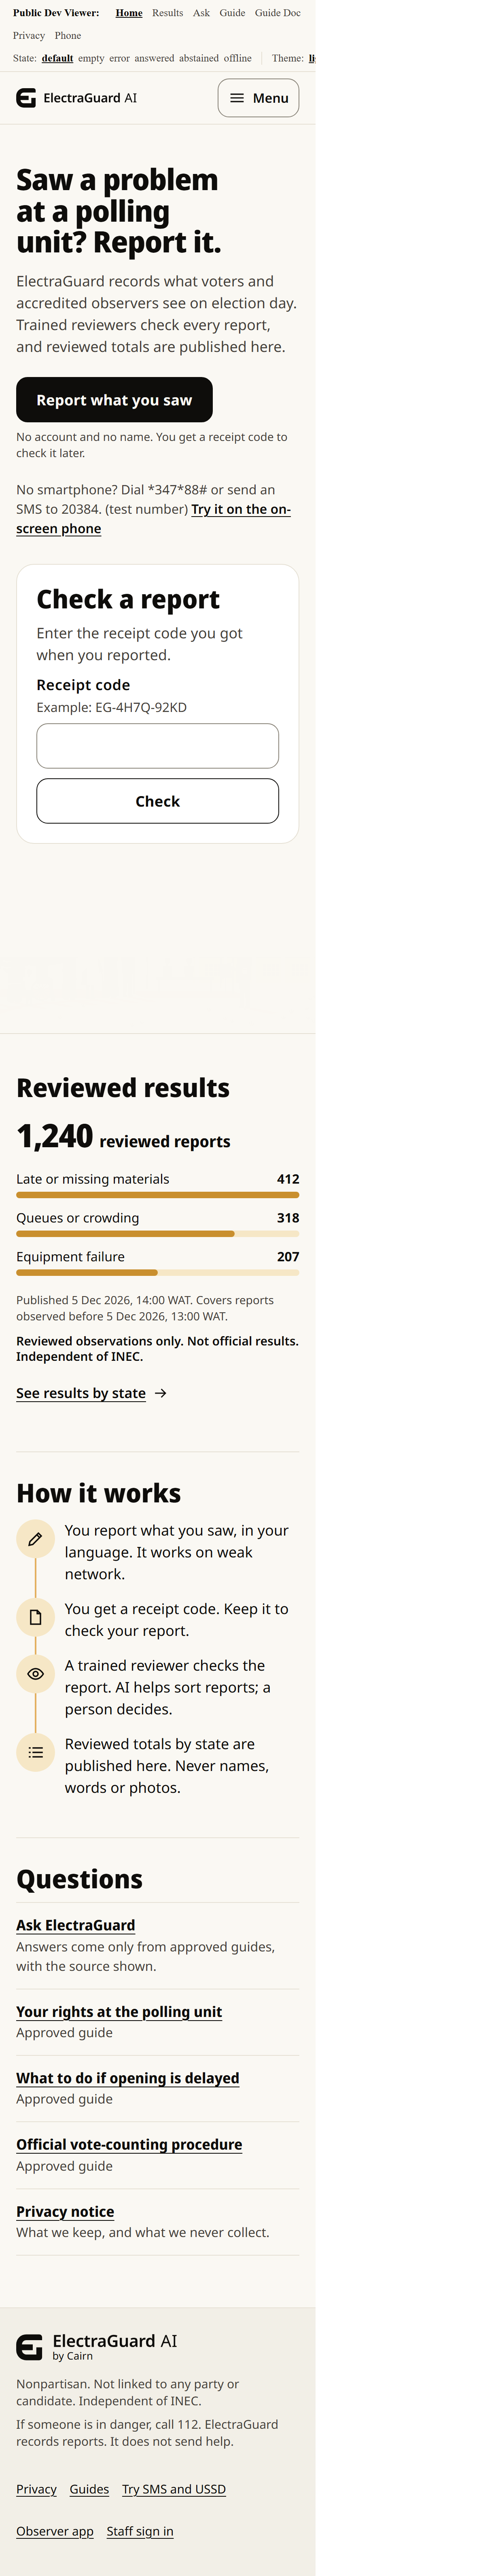 Public Dev Viewer: Home Results Ask Guide Guide Doc
Privacy Phone
State: default empty error answered abstained offline Theme:
ElectraGuard AI
Menu
Saw a problem
at a polling
unit? Report it.
ElectraGuard records what voters and
accredited observers see on election day.
Trained reviewers check every report,
and reviewed totals are published here.
Report what you saw
No account and no name. You get a receipt code to
check it later.
No smartphone? Dial *347*88# or send an
SMS to 20384. (test number) Try it on the on-
screen phone
Check a report
Enter the receipt code you got
when you reported.
Receipt code
Example: EG-4H7Q-92KD
Check
Reviewed results
1,240 reviewed reports
Late or missing materials 412
Queues or crowding 318
Equipment failure 207
Published 5 Dec 2026, 14:00 WAT. Covers reports
observed before 5 Dec 2026, 13:00 WAT.
Reviewed observations only. Not official results.
Independent of INEC.
See results by state →
How it works
You report what you saw, in your
language. It works on weak
network.
You get a receipt code. Keep it to
check your report.
A trained reviewer checks the
report. AI helps sort reports; a
person decides.
Reviewed totals by state are
published here. Never names,
words or photos.
Questions
Ask ElectraGuard
Answers come only from approved guides,
with the source shown.
Your rights at the polling unit
Approved guide
What to do if opening is delayed
Approved guide
Official vote-counting procedure
Approved guide
Privacy notice
What we keep, and what we never collect.
ElectraGuard AI
by Cairn
Nonpartisan. Not linked to any party or
candidate. Independent of INEC.
If someone is in danger, call 112. ElectraGuard
records reports. It does not send help.
Privacy Guides Try SMS and USSD
Observer app Staff sign in